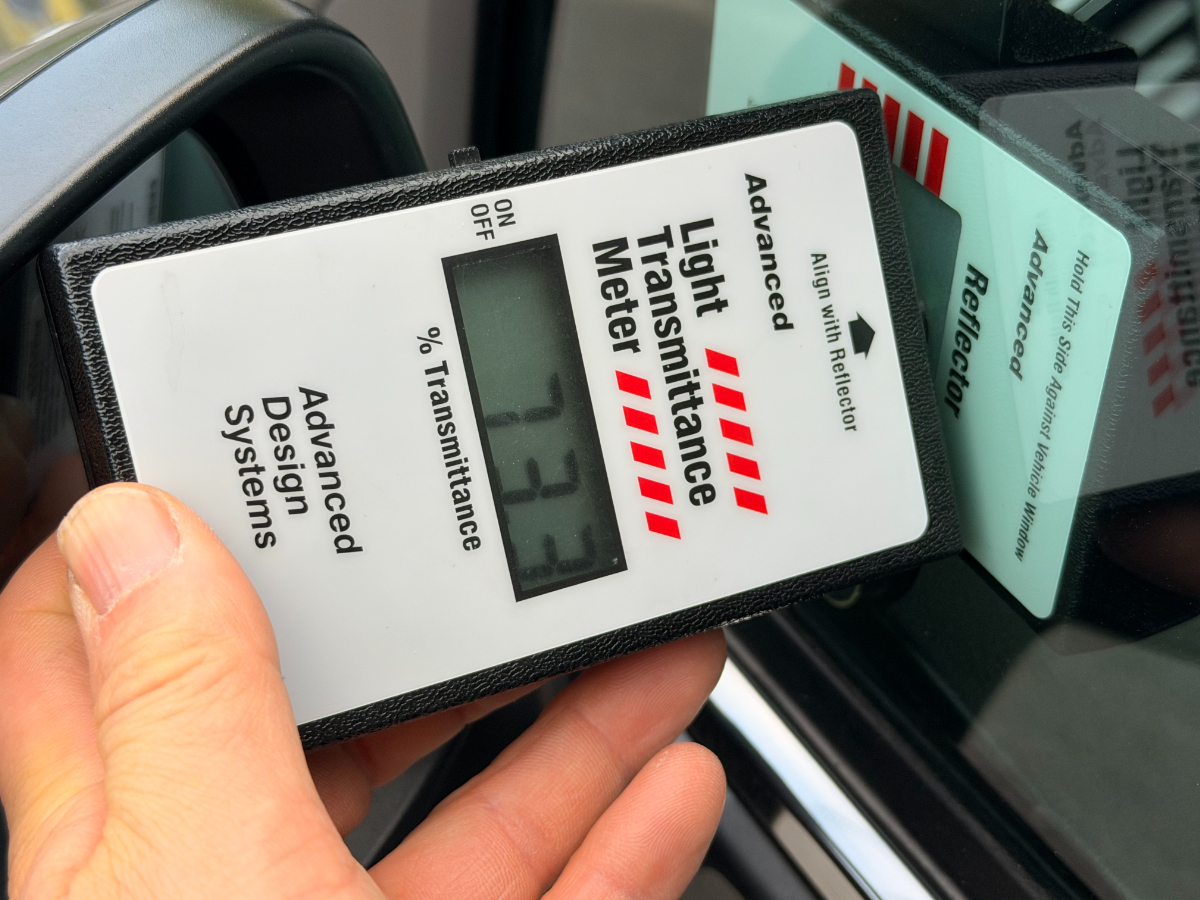 Align with Reflector
Advanced
Light
Transmittance
Meter
ON
OFF
% Transmittance
Advanced
Design
Systems
Hold This Side Against Vehicle Window
Advanced
Reflector